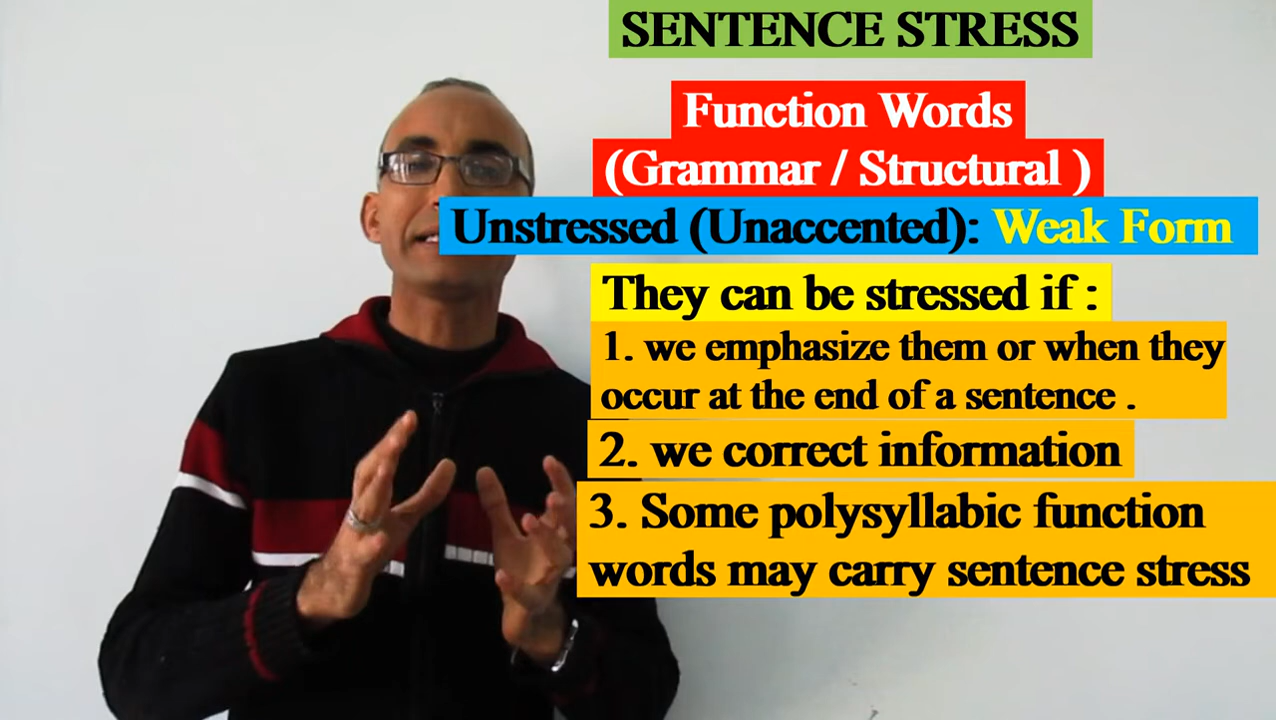 SENTENCE STRESS
Function Words
(Grammar / Structural )
Unstressed (Unaccented): Weak Form
They can be stressed if :
1. we emphasize them or when they
occur at the end of a sentence .
2. we correct information
3. Some polysyllabic function
words may carry sentence stress